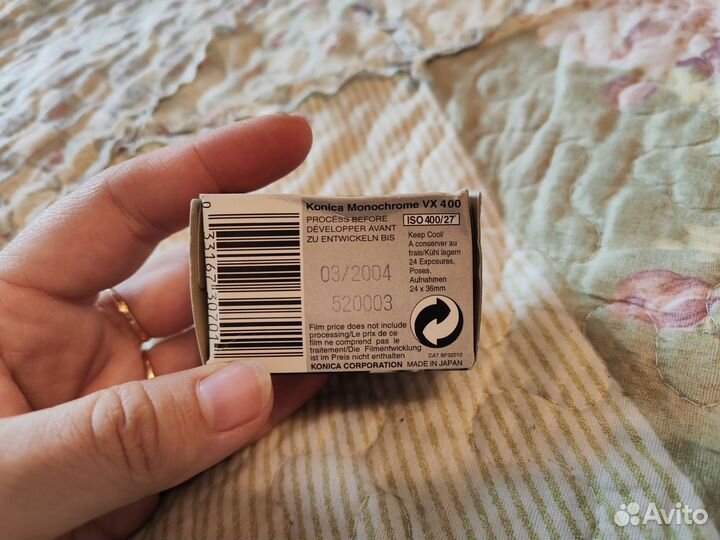 Konica Monochrome VX 400
PROCESS BEFORE
DÉVELOPPER AVANT
ZU ENTWICKELN BIS
ISO 400/27°
03/2004
520003
Keep Cool/
A conserver au
frais/Kühl lagern
24 Exposures,
Poses,
Aufnahmen
24 x 36mm
Film price does not include
processing/Le prix de ce
film ne comprend pas le
traitement/Die Filmentwicklung
ist im Preis nicht enthalten
CAT BP32010
KONICA CORPORATION MADE IN JAPAN
Avito